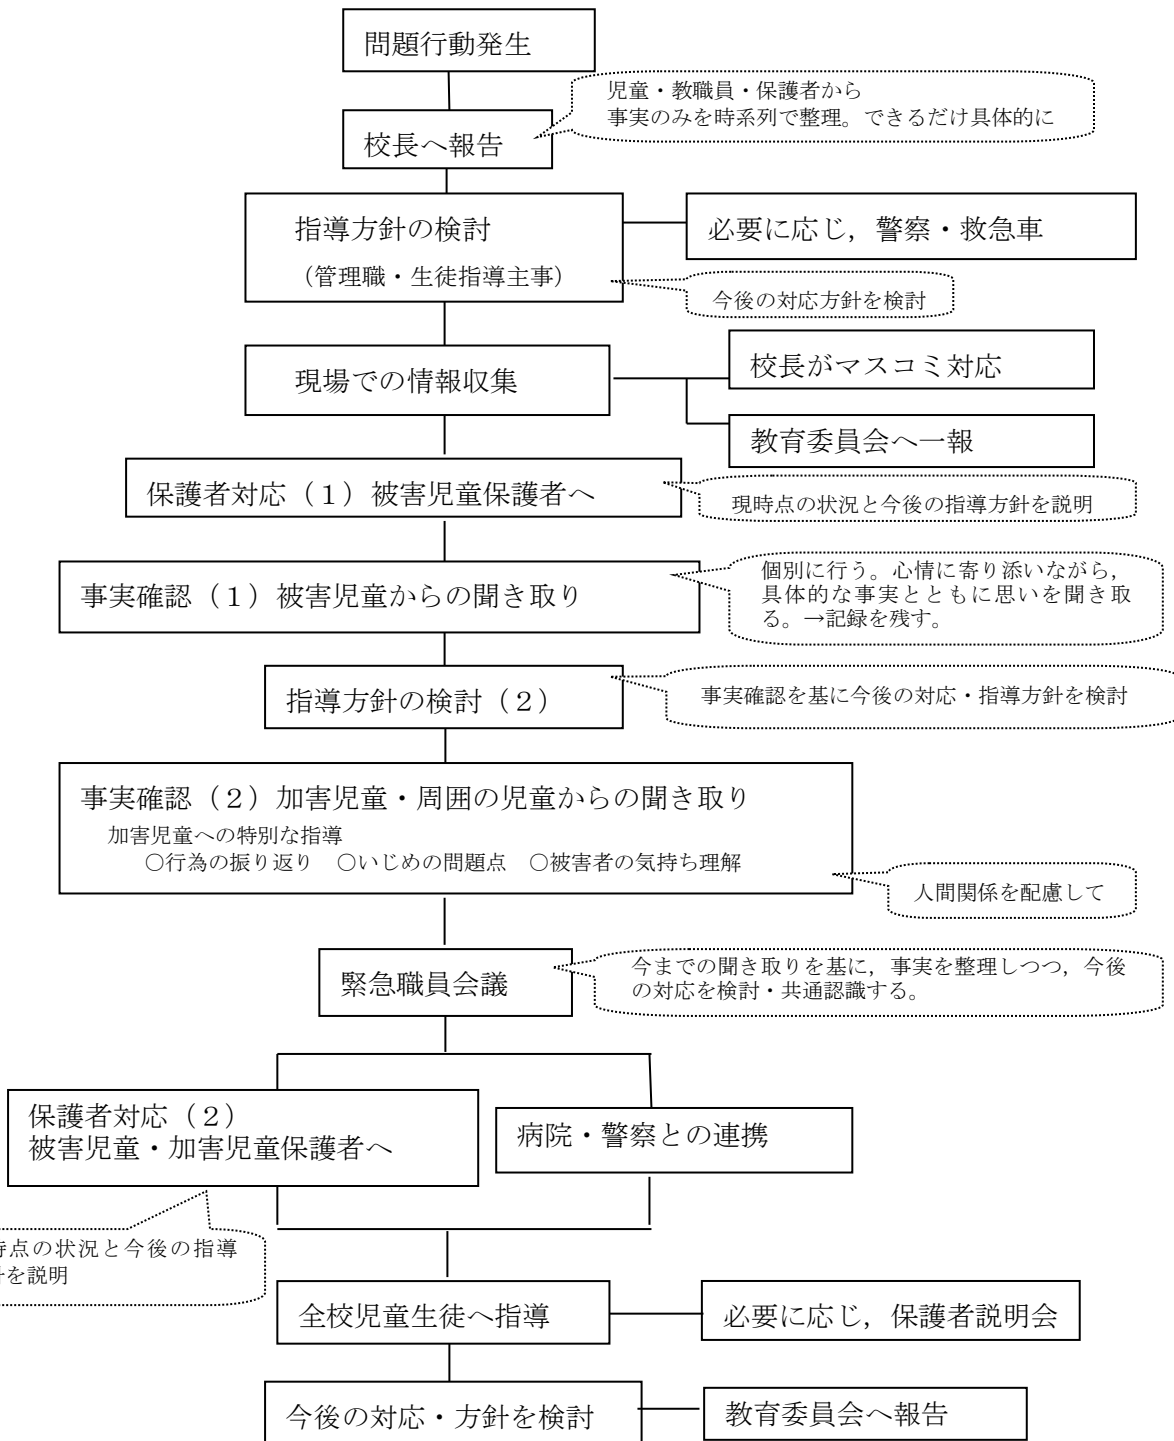 問題行動発生
児童・教職員・保護者から
事実のみを時系列で整理。できるだけ具体的に
校長へ報告
指導方針の検討
（管理職・生徒指導主事）
必要に応じ，警察・救急車
今後の対応方針を検討
現場での情報収集
校長がマスコミ対応
教育委員会へ一報
保護者対応（１）被害児童保護者へ
現時点の状況と今後の指導方針を説明
事実確認（１）被害児童からの聞き取り
個別に行う。心情に寄り添いながら，
具体的な事実とともに思いを聞き取
る。→記録を残す。
指導方針の検討（２）
事実確認を基に今後の対応・指導方針を検討
事実確認（２）加害児童・周囲の児童からの聞き取り
加害児童への特別な指導
○行為の振り返り　○いじめの問題点　○被害者の気持ち理解
人間関係を配慮して
緊急職員会議
今までの聞き取りを基に，事実を整理しつつ，今後
の対応を検討・共通認識する。
保護者対応（２）
被害児童・加害児童保護者へ
病院・警察との連携
時点の状況と今後の指導
針を説明
全校児童生徒へ指導
必要に応じ，保護者説明会
今後の対応・方針を検討
教育委員会へ報告